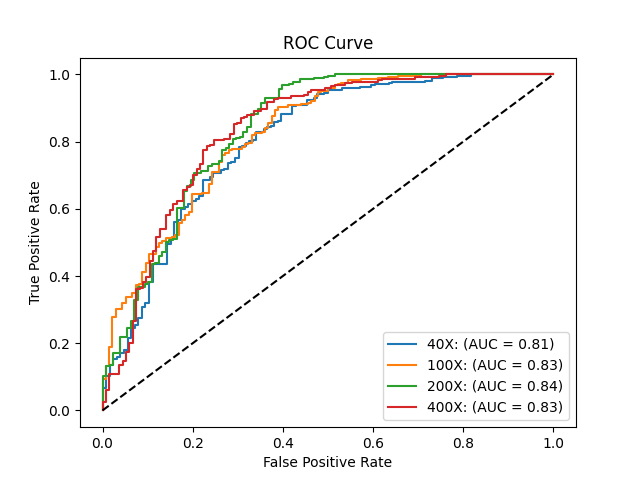 ROC Curve
1.0
0.8
0.6
0.4
0.2
0.0
True Positive Rate
0.0 0.2 0.4 0.6 0.8 1.0
False Positive Rate
40X: (AUC = 0.81)
100X: (AUC = 0.83)
200X: (AUC = 0.84)
400X: (AUC = 0.83)